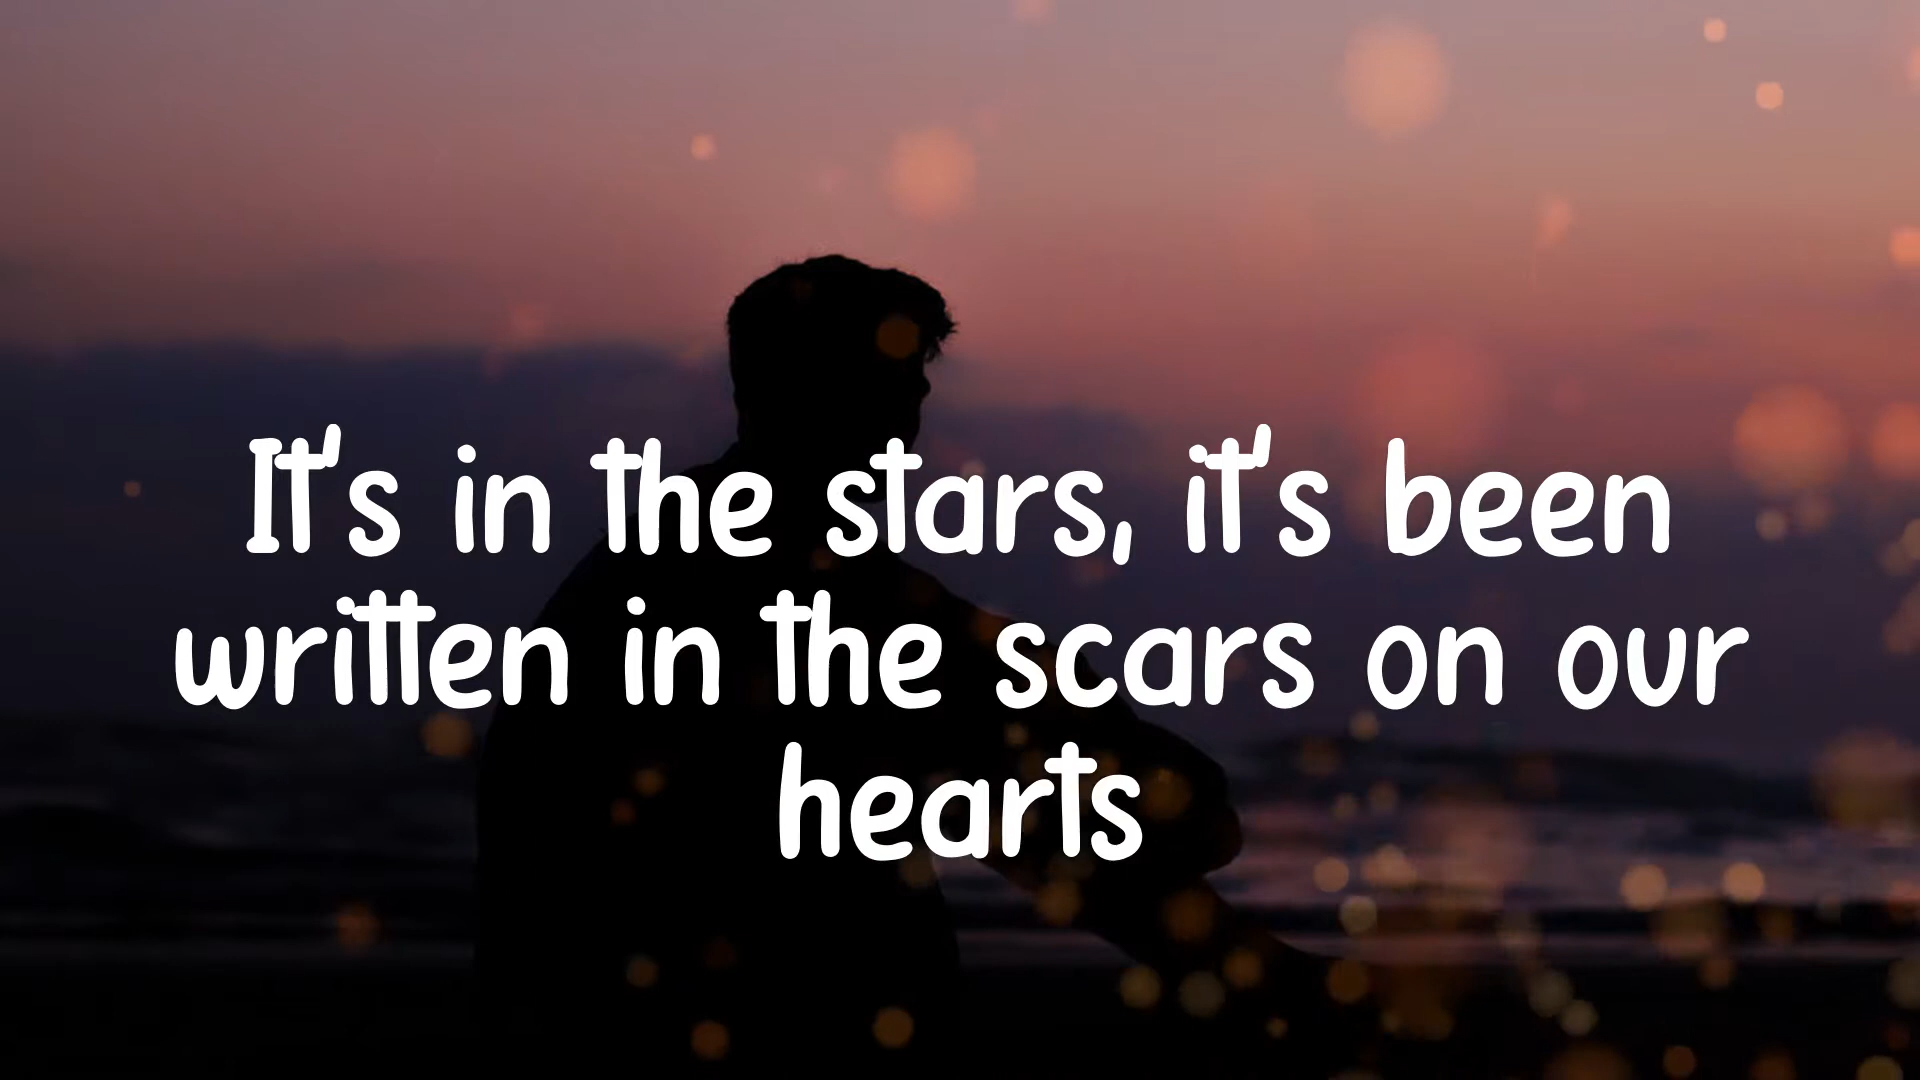 It's in the stars, it's been
written in the scars on our
hearts